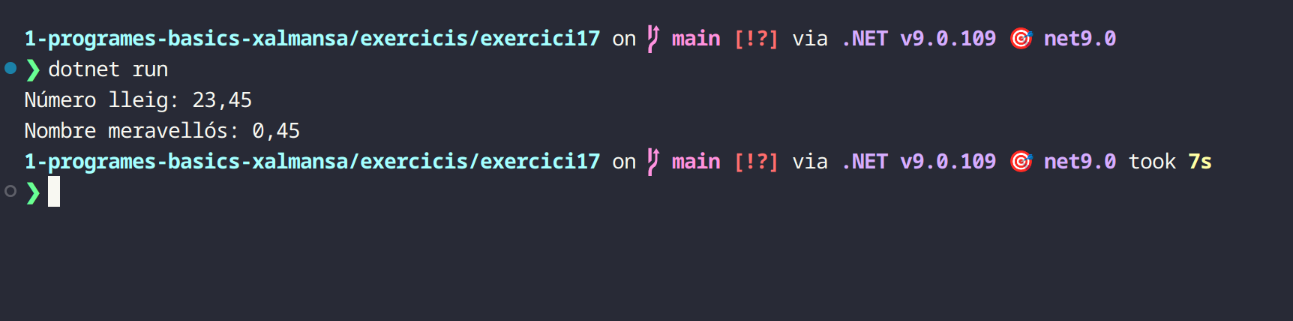 1-programes-basics-xalmansa/exercicis/exercici17 on main [!?] via .NET v9.0.109 🎯 net9.0
❯ dotnet run
Número lleig: 23,45
Nombre meravellós: 0,45
1-programes-basics-xalmansa/exercicis/exercici17 on main [!?] via .NET v9.0.109 🎯 net9.0 took 7s
❯